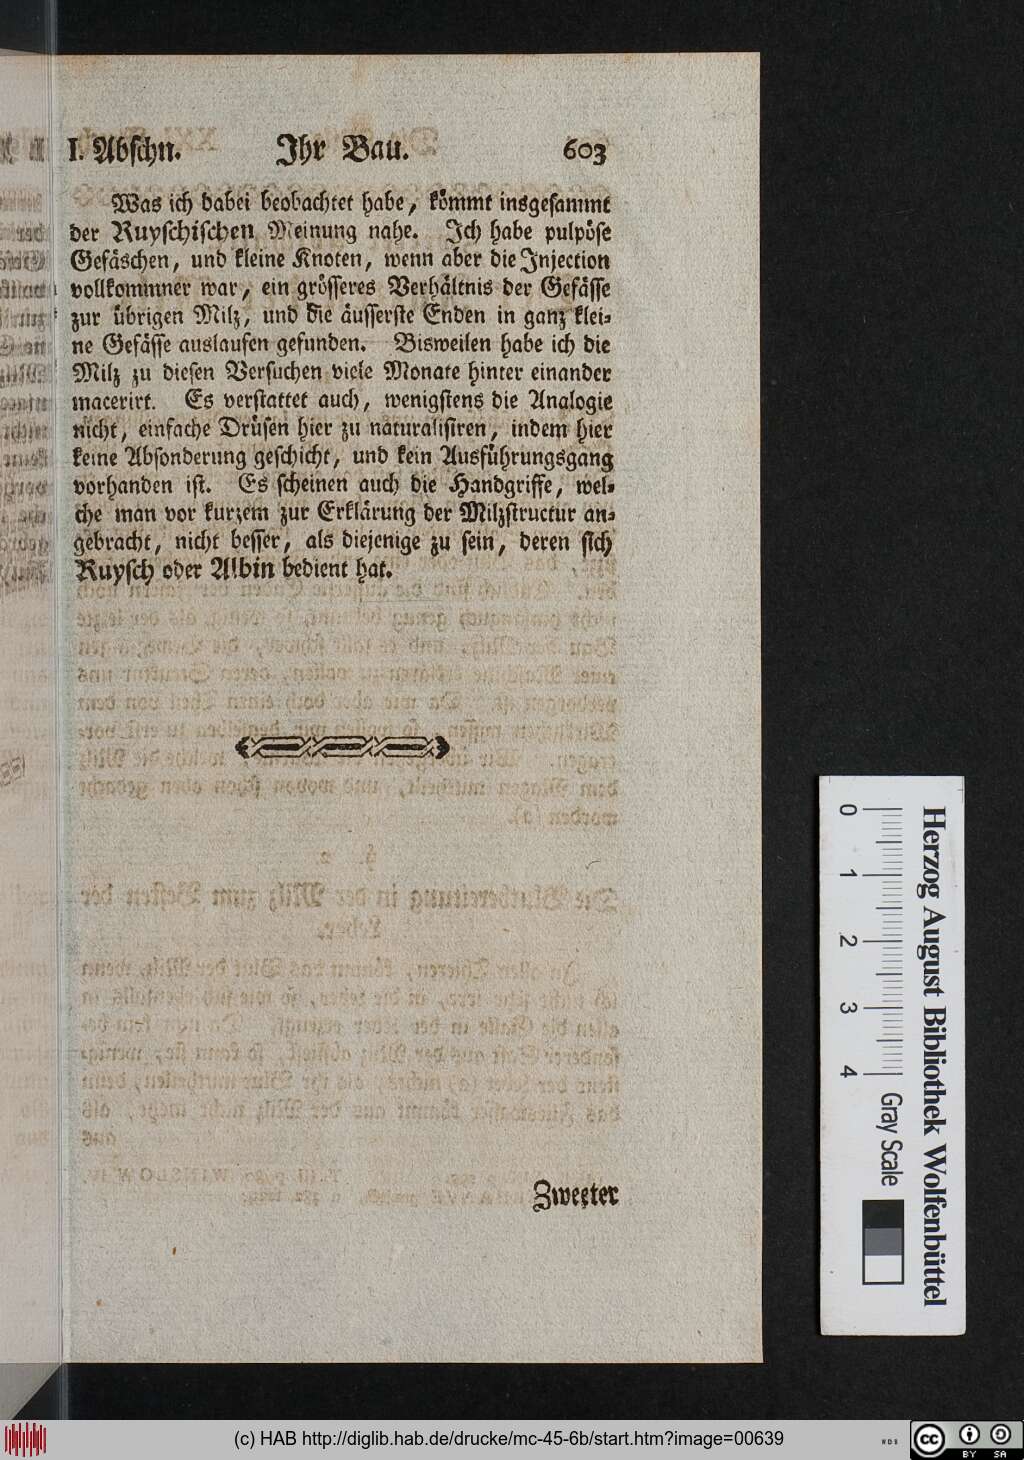 I. Abschn. Ihr Bau. 603
Was ich dabei beobachtet habe, kömmt insgesammt
der Ruyschischen Meinung nahe. Ich habe pulpöse
Gefäschen, und kleine Knoten, wenn aber die Injection
vollkommner war, ein grösseres Verhältnis der Gefässe
zur übrigen Milz, und die äusserste Enden in ganz klei-
ne Gefässe auslaufen gefunden. Bisweilen habe ich die
Milz zu diesen Versuchen viele Monate hinter einander
macerirt. Es verstattet auch, wenigstens die Analogie
nicht, einfache Drüsen hier zu naturalisiren, indem hier
keine Absonderung geschicht, und kein Ausführungsgang
vorhanden ist. Es scheinen auch die Handgriffe, wel-
che man vor kurzem zur Erklärung der Milzstructur an-
gebracht, nicht besser, als diejenige zu sein, deren sich
Ruysch oder Albin bedient hat.
Zweeter
Herzog August Bibliothek Wolfenbüttel
0 1 2 3 4 Gray Scale
(c) HAB http://diglib.hab.de/drucke/mc-45-6b/start.htm?image=00639
cc BY SA